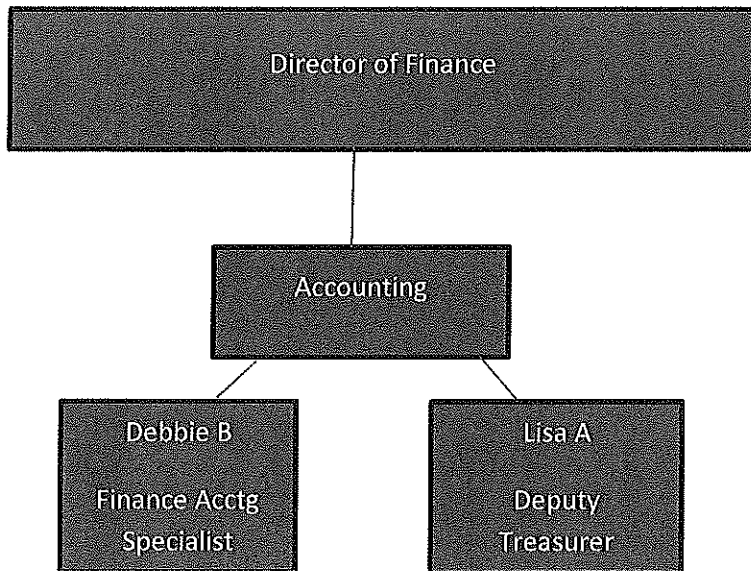 Director of Finance
Accounting
Debbie B
Finance Acctg
Specialist
Lisa A
Deputy
Treasurer